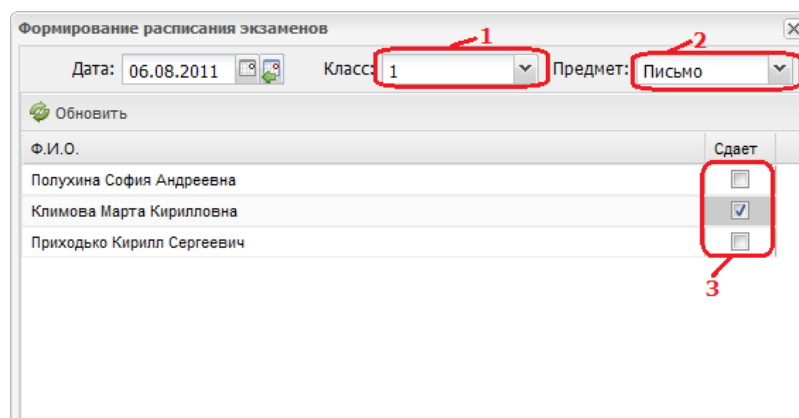 Формирование расписания экзаменов
1
2
Дата: 06.08.2011 Класс: 1 Предмет: Письмо
Обновить
Ф.И.О. Сдает
Полухина София Андреевна
Климова Марта Кирилловна
Приходько Кирилл Сергеевич
3